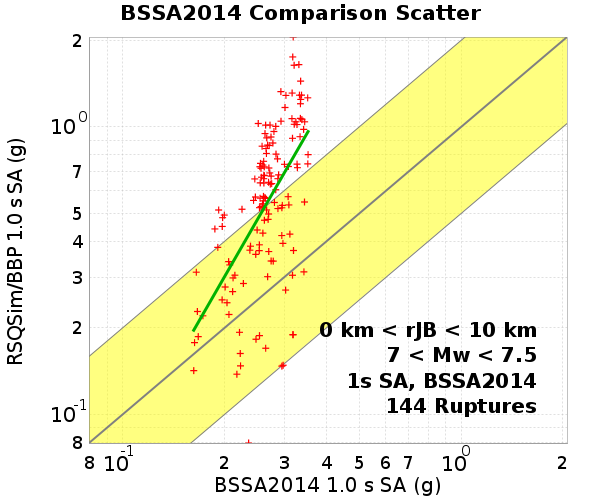 BSSA2014 Comparison Scatter
RSQSim/BBP 1.0 s SA (g)
2
10⁰
7
5
4
3
2
10⁻¹
8
0 km < rJB < 10 km
7 < Mw < 7.5
1s SA, BSSA2014
144 Ruptures
8 10⁻¹ 2 3 4 5 6 7 10⁰ 2
BSSA2014 1.0 s SA (g)